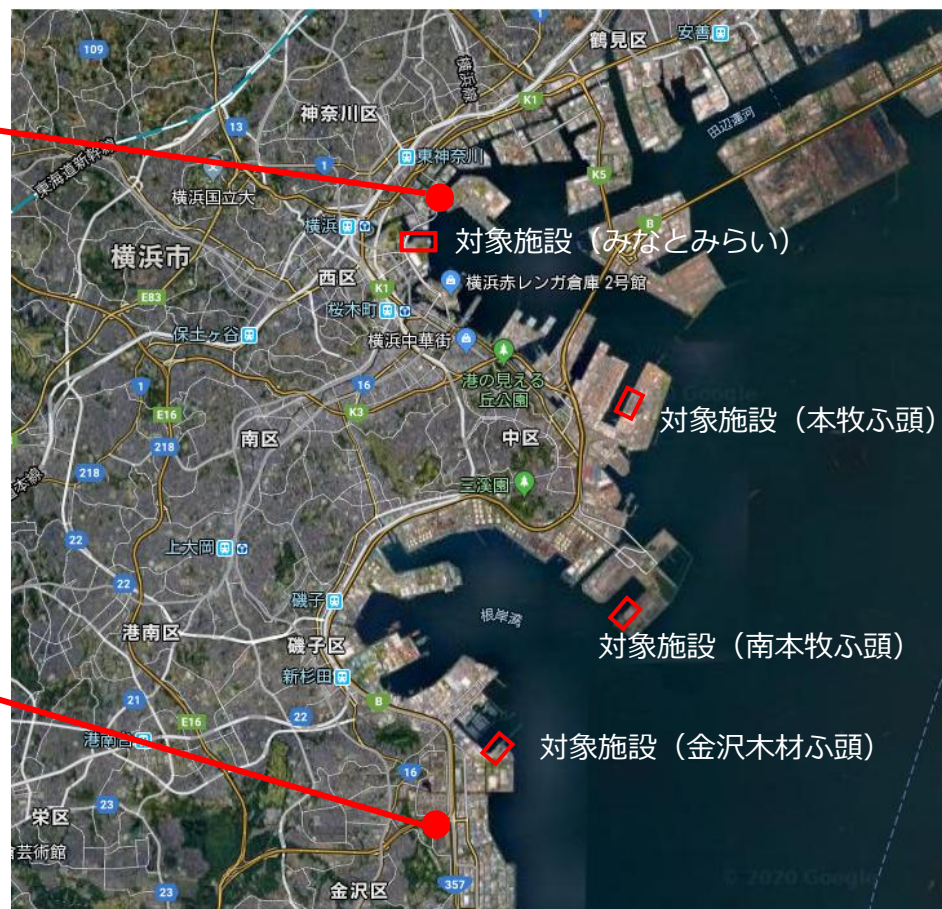 109
1
鶴見区
安善
神奈川区
K1
13
1
東神奈川
田辺運河
東海道新幹線
横浜国立大
K5
横浜
対象施設（みなとみらい）
B
横浜市
西区
K1
横浜赤レンガ倉庫 2号館
E83
桜木町
保土ヶ谷
横浜中華街
港の見える
丘公園
1
16
E16
K3
対象施設（本牧ふ頭）
南区
中区
218
218
三溪園
22
上大岡
22
磯子
根岸湾
港南区
磯子区
対象施設（南本牧ふ頭）
新杉田
21
B
22
E16
港南台
対象施設（金沢木材ふ頭）
16
23
栄区
芸術館
23
金沢区
357
© 2020 Google